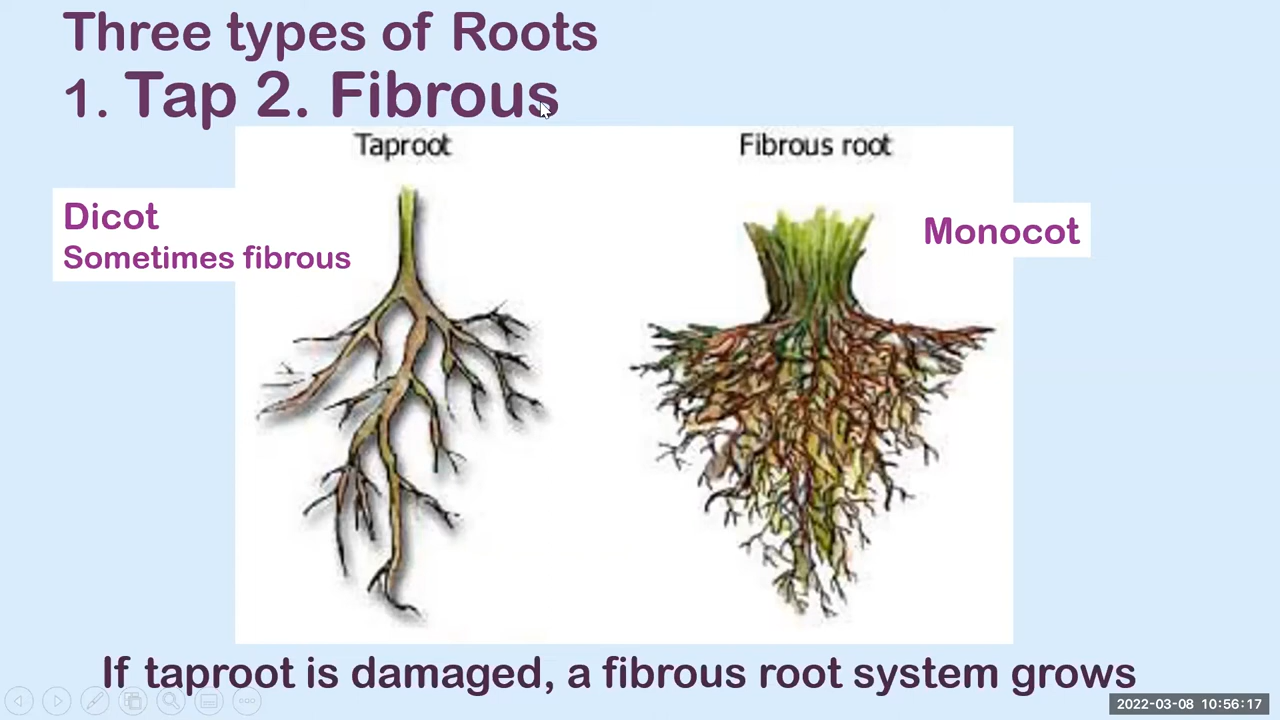 Three types of Roots
1. Tap 2. Fibrous
Taproot
Fibrous root
Dicot
Sometimes fibrous
Monocot
If taproot is damaged, a fibrous root system grows
2022-03-08 10:56:17